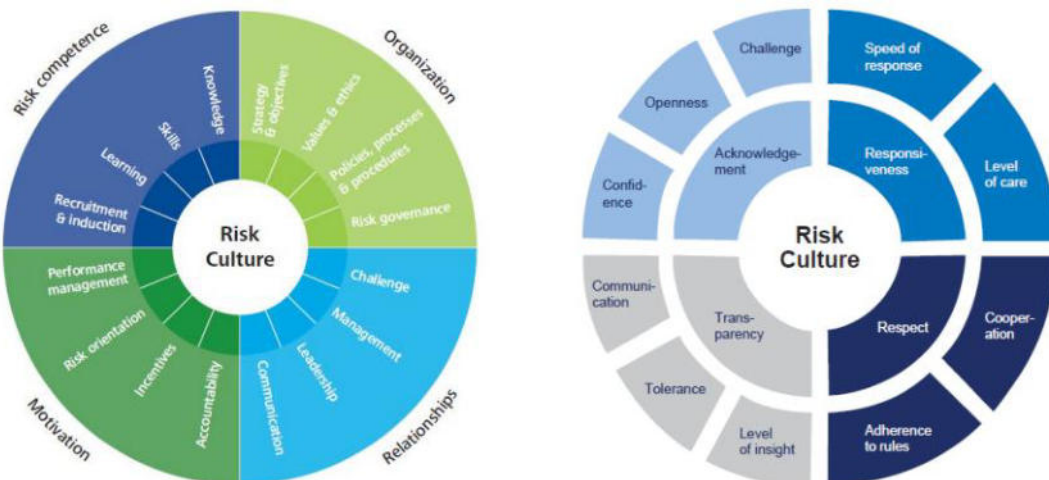 Risk competence
Knowledge
Skills
Learning
Recruitment
& induction
Organization
Strategy
& objectives
Values & ethics
Policies, processes
& procedures
Risk governance
Risk
Culture
Performance
management
Risk orientation
Incentives
Accountability
Motivation
Challenge
Management
Leadership
Communication
Relationships
Challenge
Openness
Confid-
ence
Acknowledge-
ment
Speed of
response
Level
of care
Responsi-
veness
Risk
Culture
Communi-
cation
Tolerance
Level
of insight
Trans-
parency
Respect
Cooper-
ation
Adherence
to rules